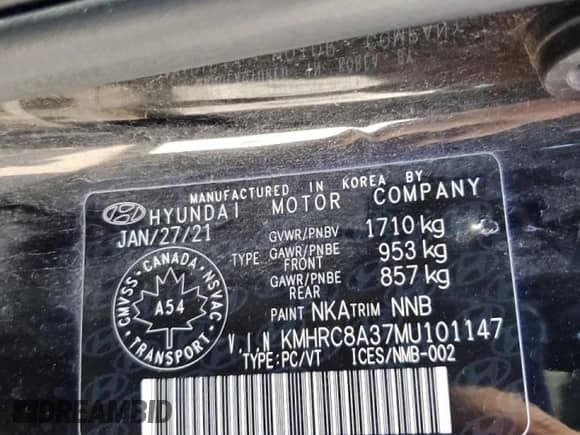 MANUFACTURED IN KOREA BY
HYUNDAI MOTOR COMPANY
JAN/27/21
GVWR/PNBV 1710 kg
TYPE GAWR/PNBE FRONT 953 kg
GAWR/PNBE REAR 857 kg
PAINT NKA TRIM NNB
V.I.N KMHRC8A37MU101147
TYPE:PC/VT ICES/NMB-002
CMVSS - CANADA - NSVAC
A54
TRANSPORT
DREAMBID